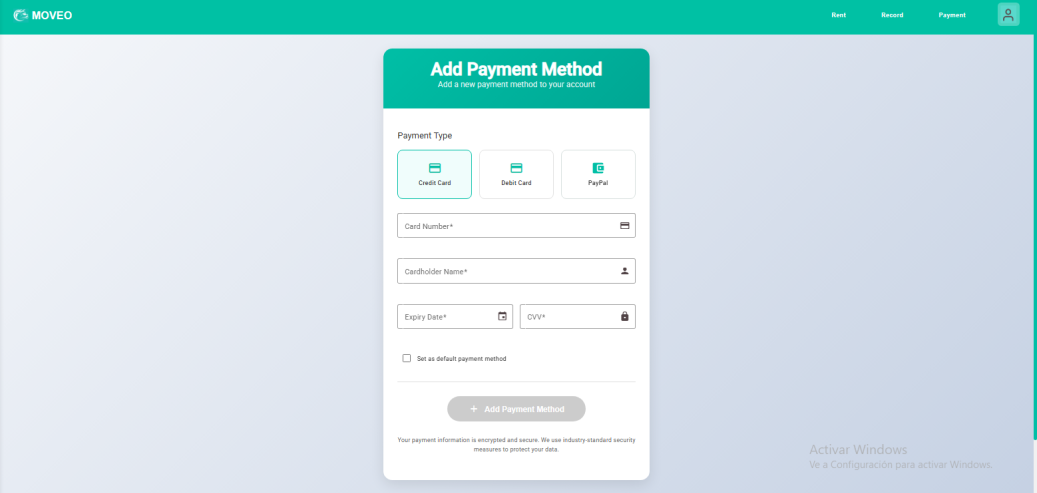 MOVEO
Rent Record Payment
Add Payment Method
Add a new payment method to your account
Payment Type
Credit Card Debit Card PayPal
Card Number*
Cardholder Name*
Expiry Date* CVV*
Set as default payment method
+ Add Payment Method
Your payment information is encrypted and secure. We use industry-standard security
measures to protect your data.
Activar Windows
Ve a Configuración para activar Windows.